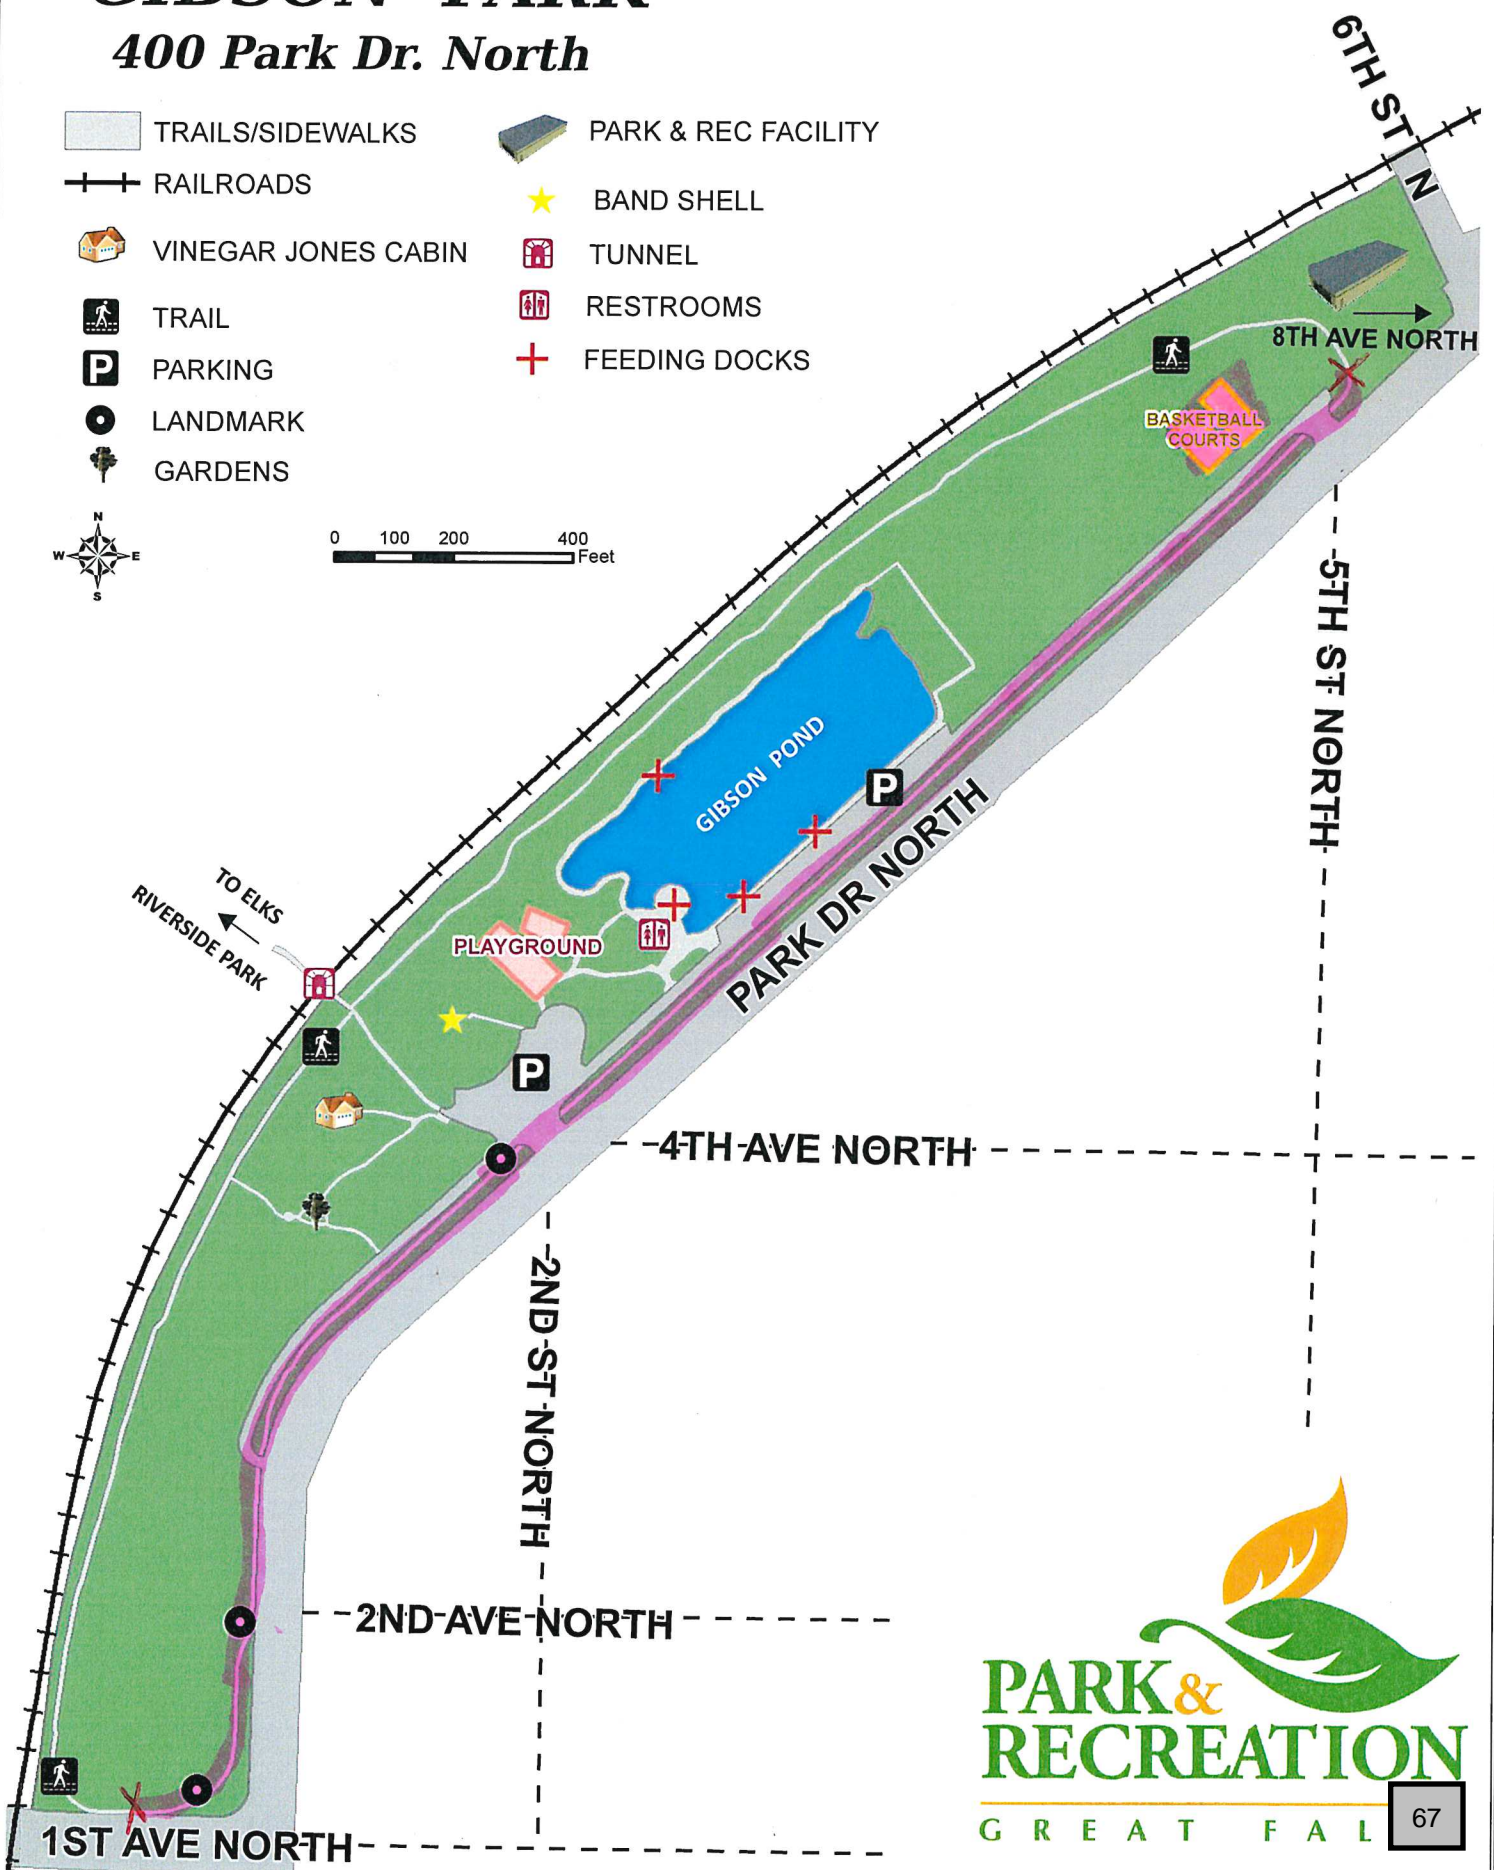 GIBSON PARK
400 Park Dr. North
TRAILS/SIDEWALKS
RAILROADS
VINEGAR JONES CABIN
TRAIL
P PARKING
LANDMARK
GARDENS
PARK & REC FACILITY
BAND SHELL
TUNNEL
RESTROOMS
FEEDING DOCKS
N
W E
S
0 100 200 400
Feet
6TH ST N
8TH AVE NORTH
BASKETBALL
COURTS
5TH ST NORTH
GIBSON POND
P
PARK DR NORTH
TO ELKS
RIVERSIDE PARK
PLAYGROUND
P
4TH AVE NORTH
2ND ST NORTH
2ND AVE NORTH
1ST AVE NORTH
PARK &
RECREATION
GREAT FAL
67